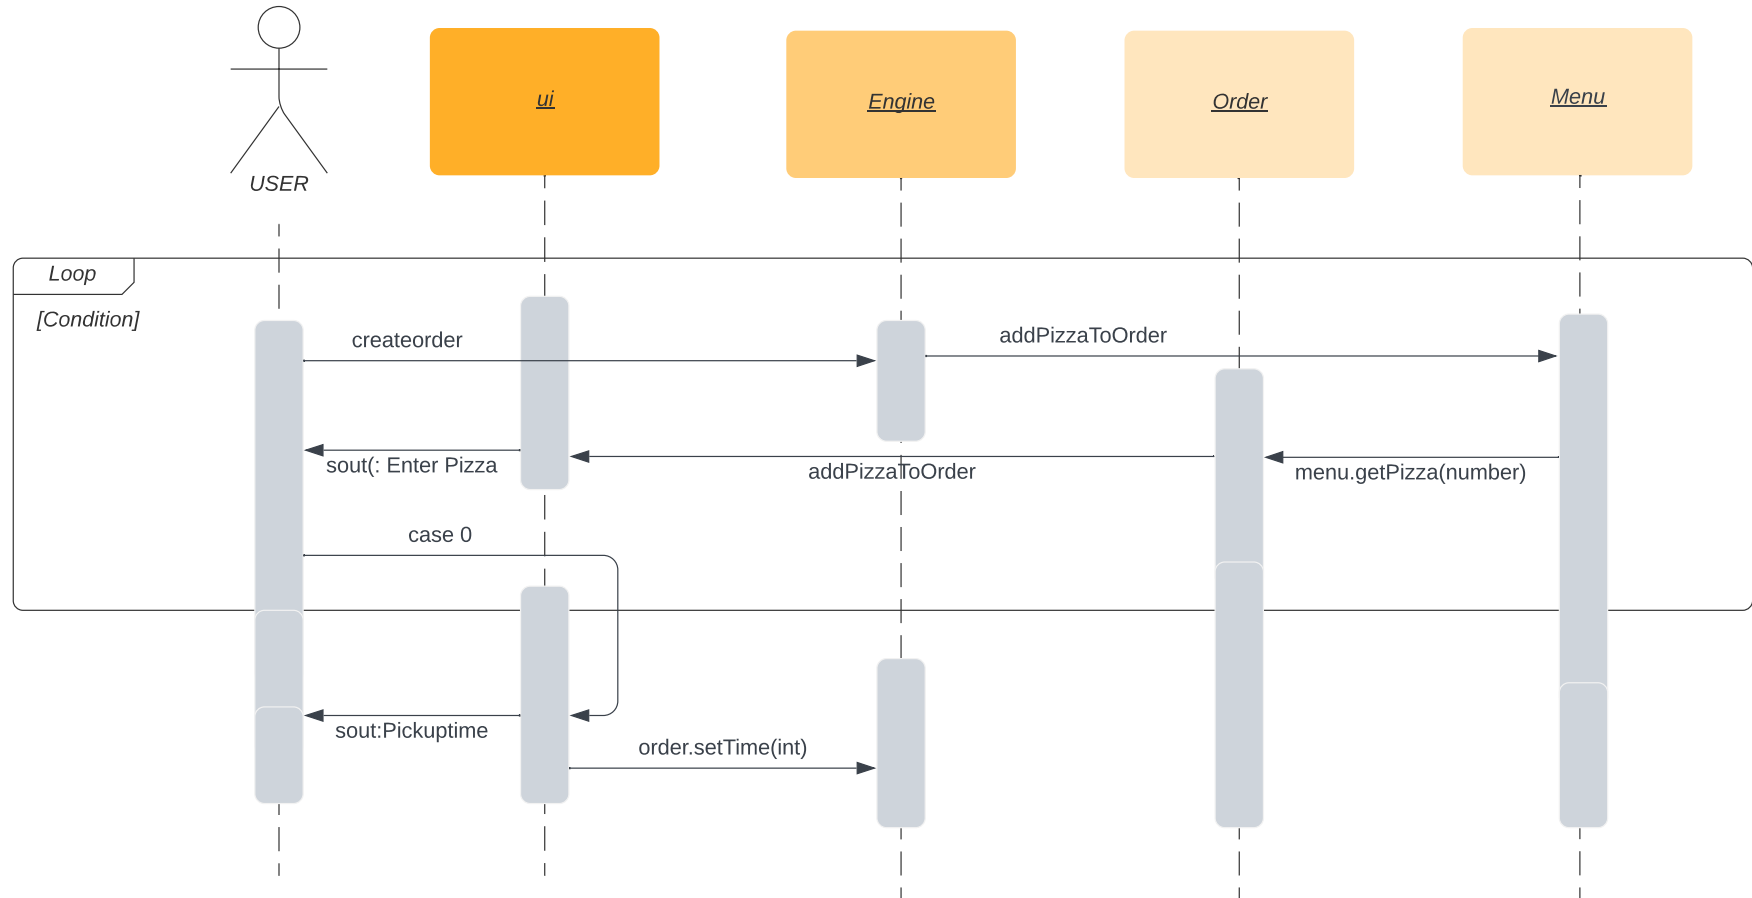 USER
ui
Engine
Order
Menu
Loop
[Condition]
createorder
addPizzaToOrder
sout(: Enter Pizza
addPizzaToOrder
menu.getPizza(number)
case 0
sout:Pickuptime
order.setTime(int)